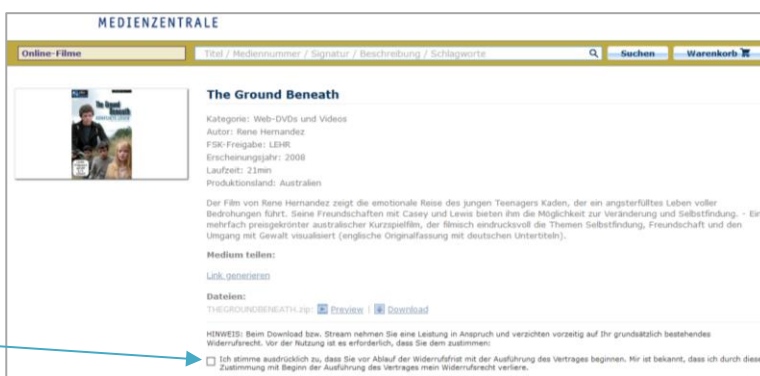 MEDIENZENTRALE
Online-Filme
Titel / Mediennummer / Signatur / Beschreibung / Schlagworte
Suchen
Warenkorb
The Ground Beneath
The Ground
Beneath
Kategorie: Web-DVDs und Videos
Autor: Rene Hernandez
FSK-Freigabe: LEHR
Erscheinungsjahr: 2008
Laufzeit: 21min
Produktionsland: Australien
Der Film von Rene Hernandez zeigt die emotionale Reise des jungen Teenagers Kaden, der ein angsterfülltes Leben voller
Bedrohungen führt. Seine Freundschaften mit Casey und Lewis bieten ihm die Möglichkeit zur Veränderung und Selbstfindung. - Ein
mehrfach preisgekrönter australischer Kurzspielfilm, der filmisch eindrucksvoll die Themen Selbstfindung, Freundschaft und den
Umgang mit Gewalt visualisiert (englische Originalfassung mit deutschen Untertiteln).
Medium teilen:
Link generieren
Dateien:
THEGROUNDBENEATH.zip: Preview | Download
HINWEIS: Beim Download bzw. Stream nehmen Sie eine Leistung in Anspruch und verzichten vorzeitig auf Ihr grundsätzlich bestehendes
Widerrufsrecht. Vor der Nutzung ist es erforderlich, dass Sie dem zustimmen:
Ich stimme ausdrücklich zu, dass Sie vor Ablauf der Widerrufsfrist mit der Ausführung des Vertrages beginnen. Mir ist bekannt, dass ich durch diese
Zustimmung mit Beginn der Ausführung des Vertrages mein Widerrufsrecht verliere.